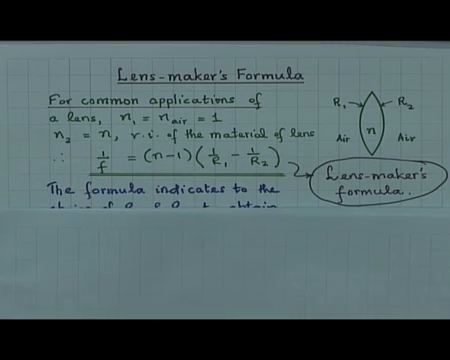 Lens-maker's Formula
For common applications of
a lens, n₁ = n air = 1
n₂ = n, r.i. of the material of lens
∴ 1/f = (n-1) (1/R₁ - 1/R₂)
R₁ R₂
Air n Air
Lens-maker's
formula.
The formula indicates to the